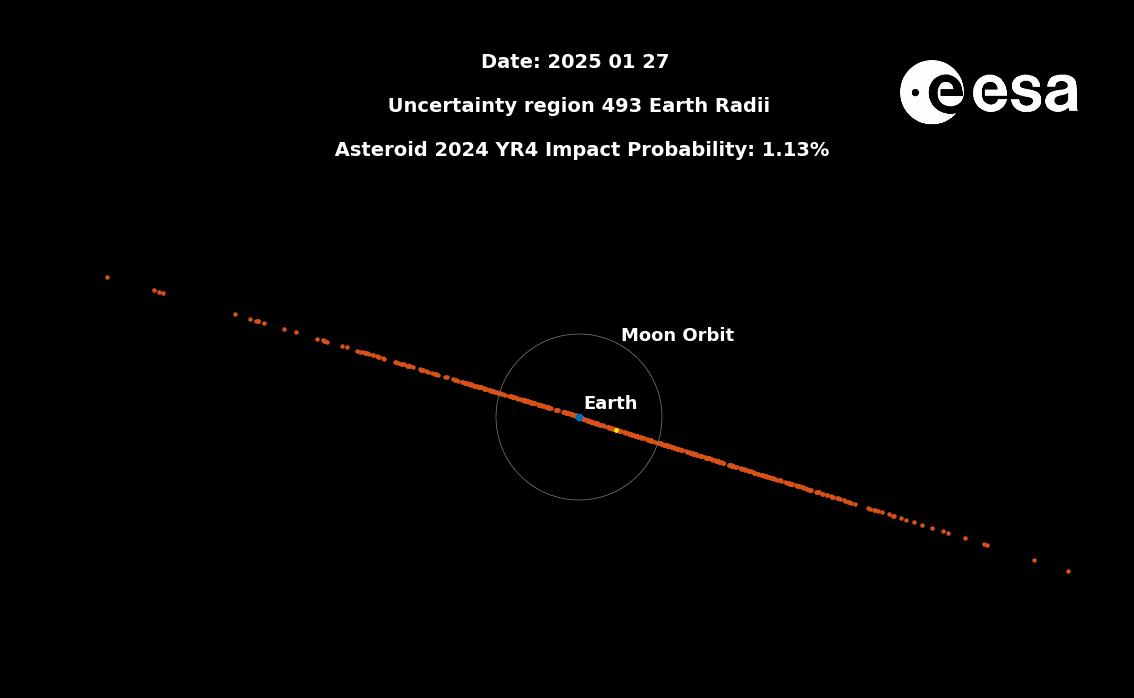 Date: 2025 01 27
esa
Uncertainty region 493 Earth Radii
Asteroid 2024 YR4 Impact Probability: 1.13%
Moon Orbit
Earth